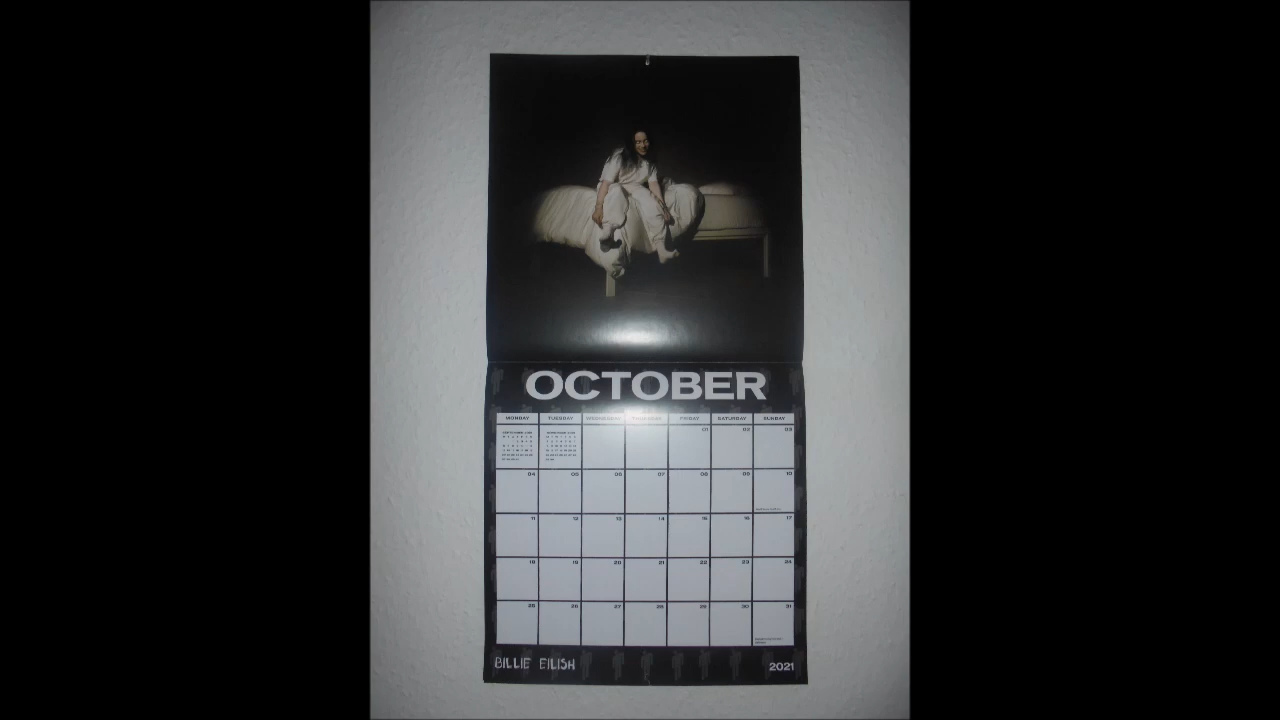 OCTOBER
MONDAY TUESDAY WEDNESDAY THURSDAY FRIDAY SATURDAY SUNDAY
01 02 03
04 05 06 07 08 09 10
11 12 13 14 15 16 17
18 19 20 21 22 23 24
25 26 27 28 29 30 31
BILLIE EILISH 2021